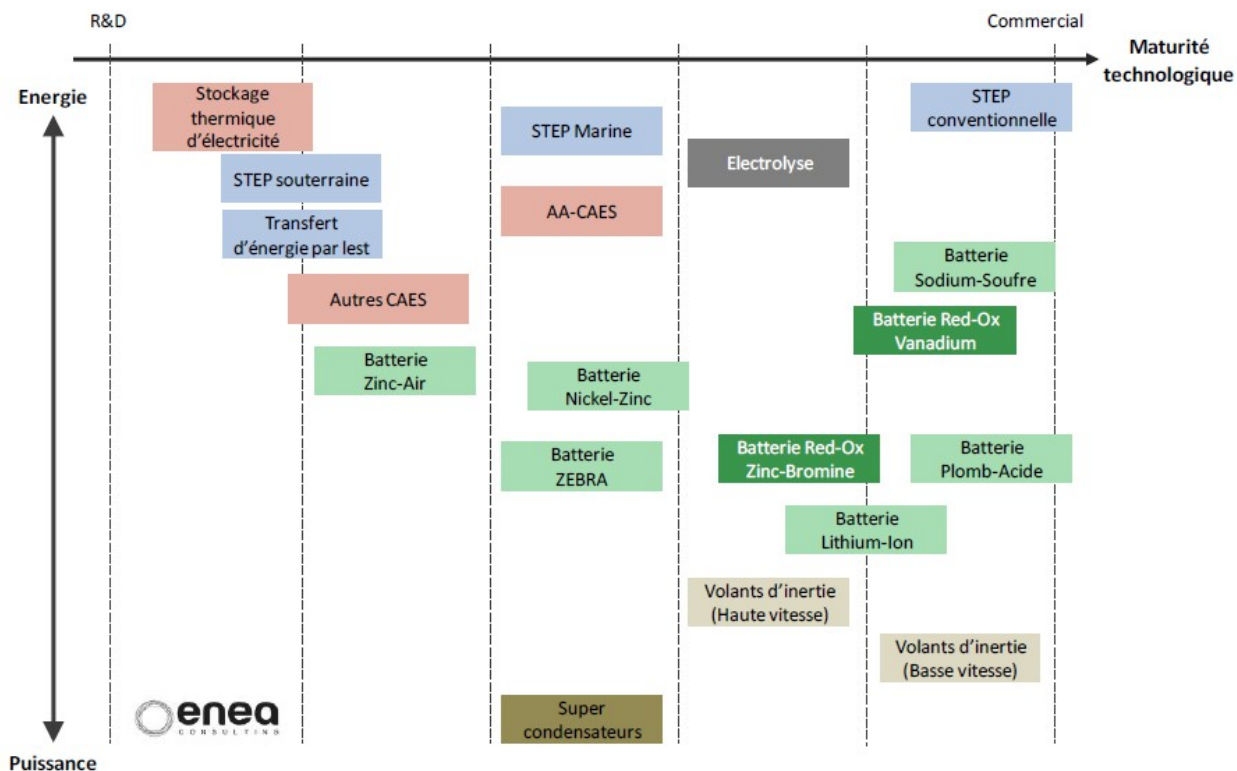 R&D
Commercial
Maturité
technologique
Energie
Stockage
thermique
d'électricité
STEP
conventionnelle
STEP Marine
Electrolyse
STEP souterraine
AA-CAES
Transfert
d'énergie par lest
Batterie
Sodium-Soufre
Autres CAES
Batterie Red-Ox
Vanadium
Batterie
Zinc-Air
Batterie
Nickel-Zinc
Batterie
ZEBRA
Batterie Red-Ox
Zinc-Bromine
Batterie
Plomb-Acide
Batterie
Lithium-Ion
Volants d'inertie
(Haute vitesse)
Volants d'inertie
(Basse vitesse)
enea
CONSULTING
Super
condensateurs
Puissance